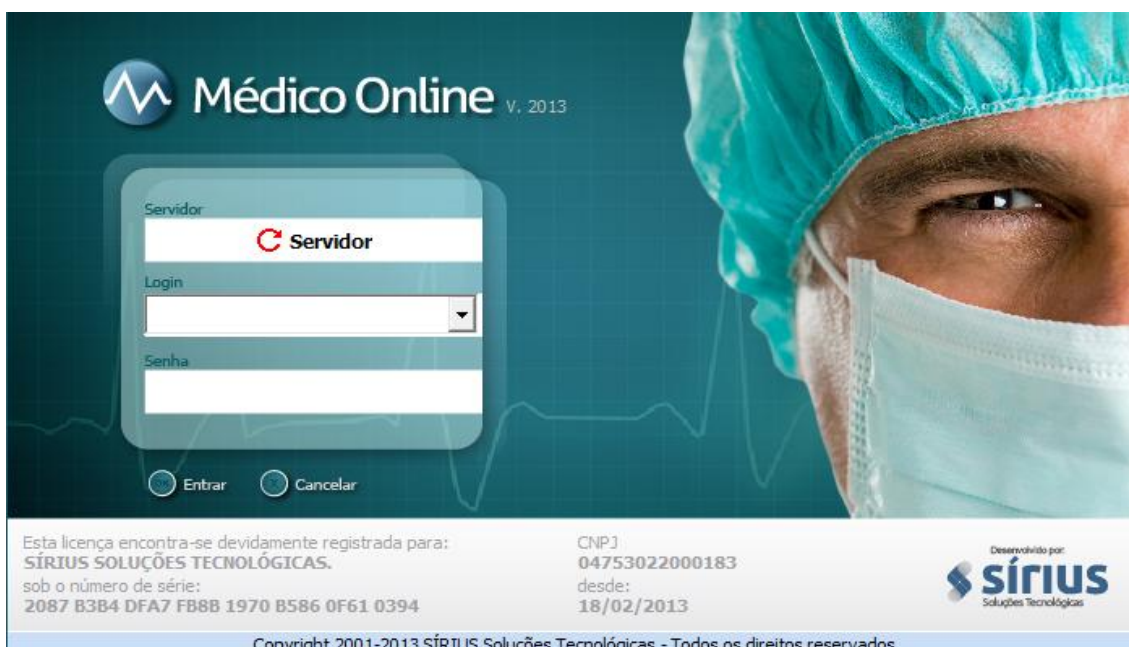 Médico Online V. 2013
Servidor
Servidor
Login
Senha
OK Entrar X Cancelar
Esta licença encontra-se devidamente registrada para:
SÍRIUS SOLUÇÕES TECNOLÓGICAS.
sob o número de série:
2087 B3B4 DFA7 FB8B 1970 B586 0F61 0394
CNPJ
04753022000183
desde:
18/02/2013
Desenvolvido por:
sírius
Soluções Tecnológicas
Copyright 2001-2013 SÍRIUS Soluções Tecnológicas - Todos os direitos reservados